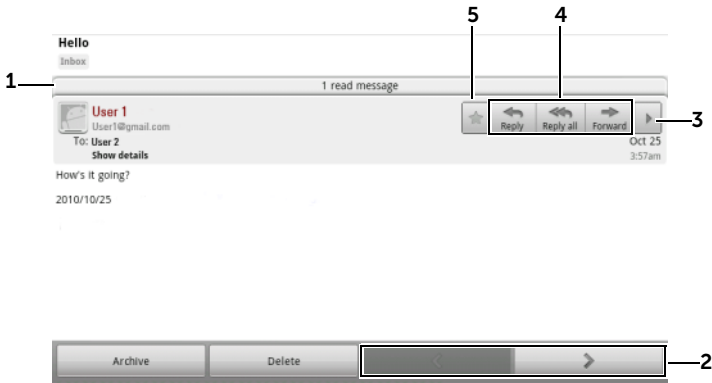 5 4
Hello
Inbox
1
1 read message
User 1
User1@gmail.com
Reply Reply all Forward
3
To: User 2
Oct 25
Show details
3:57am
How's it going?
2010/10/25
Archive Delete
2